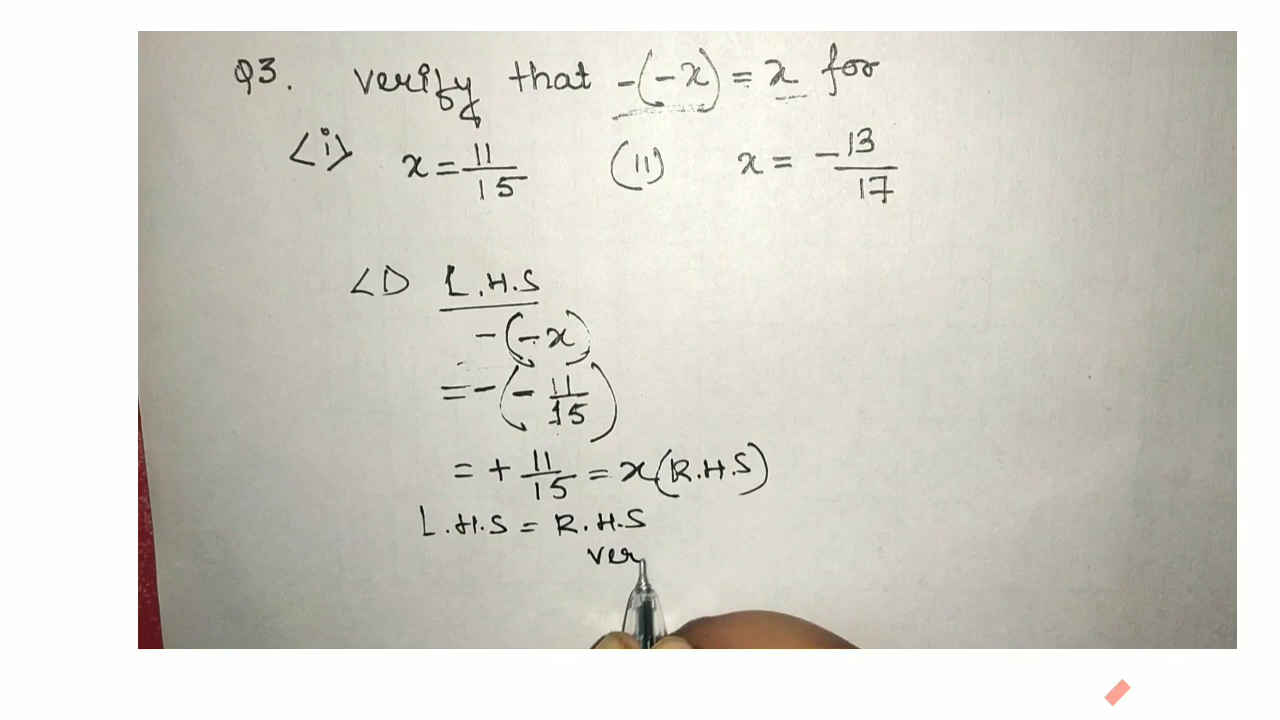 Q3. verify that -(-x) = x for
<i> x = 11/15 (II) x = -13/17
<D L.H.S
-(-x)
= -(-11/15)
= + 11/15 = x (R.H.S)
L.H.S = R.H.S
ver